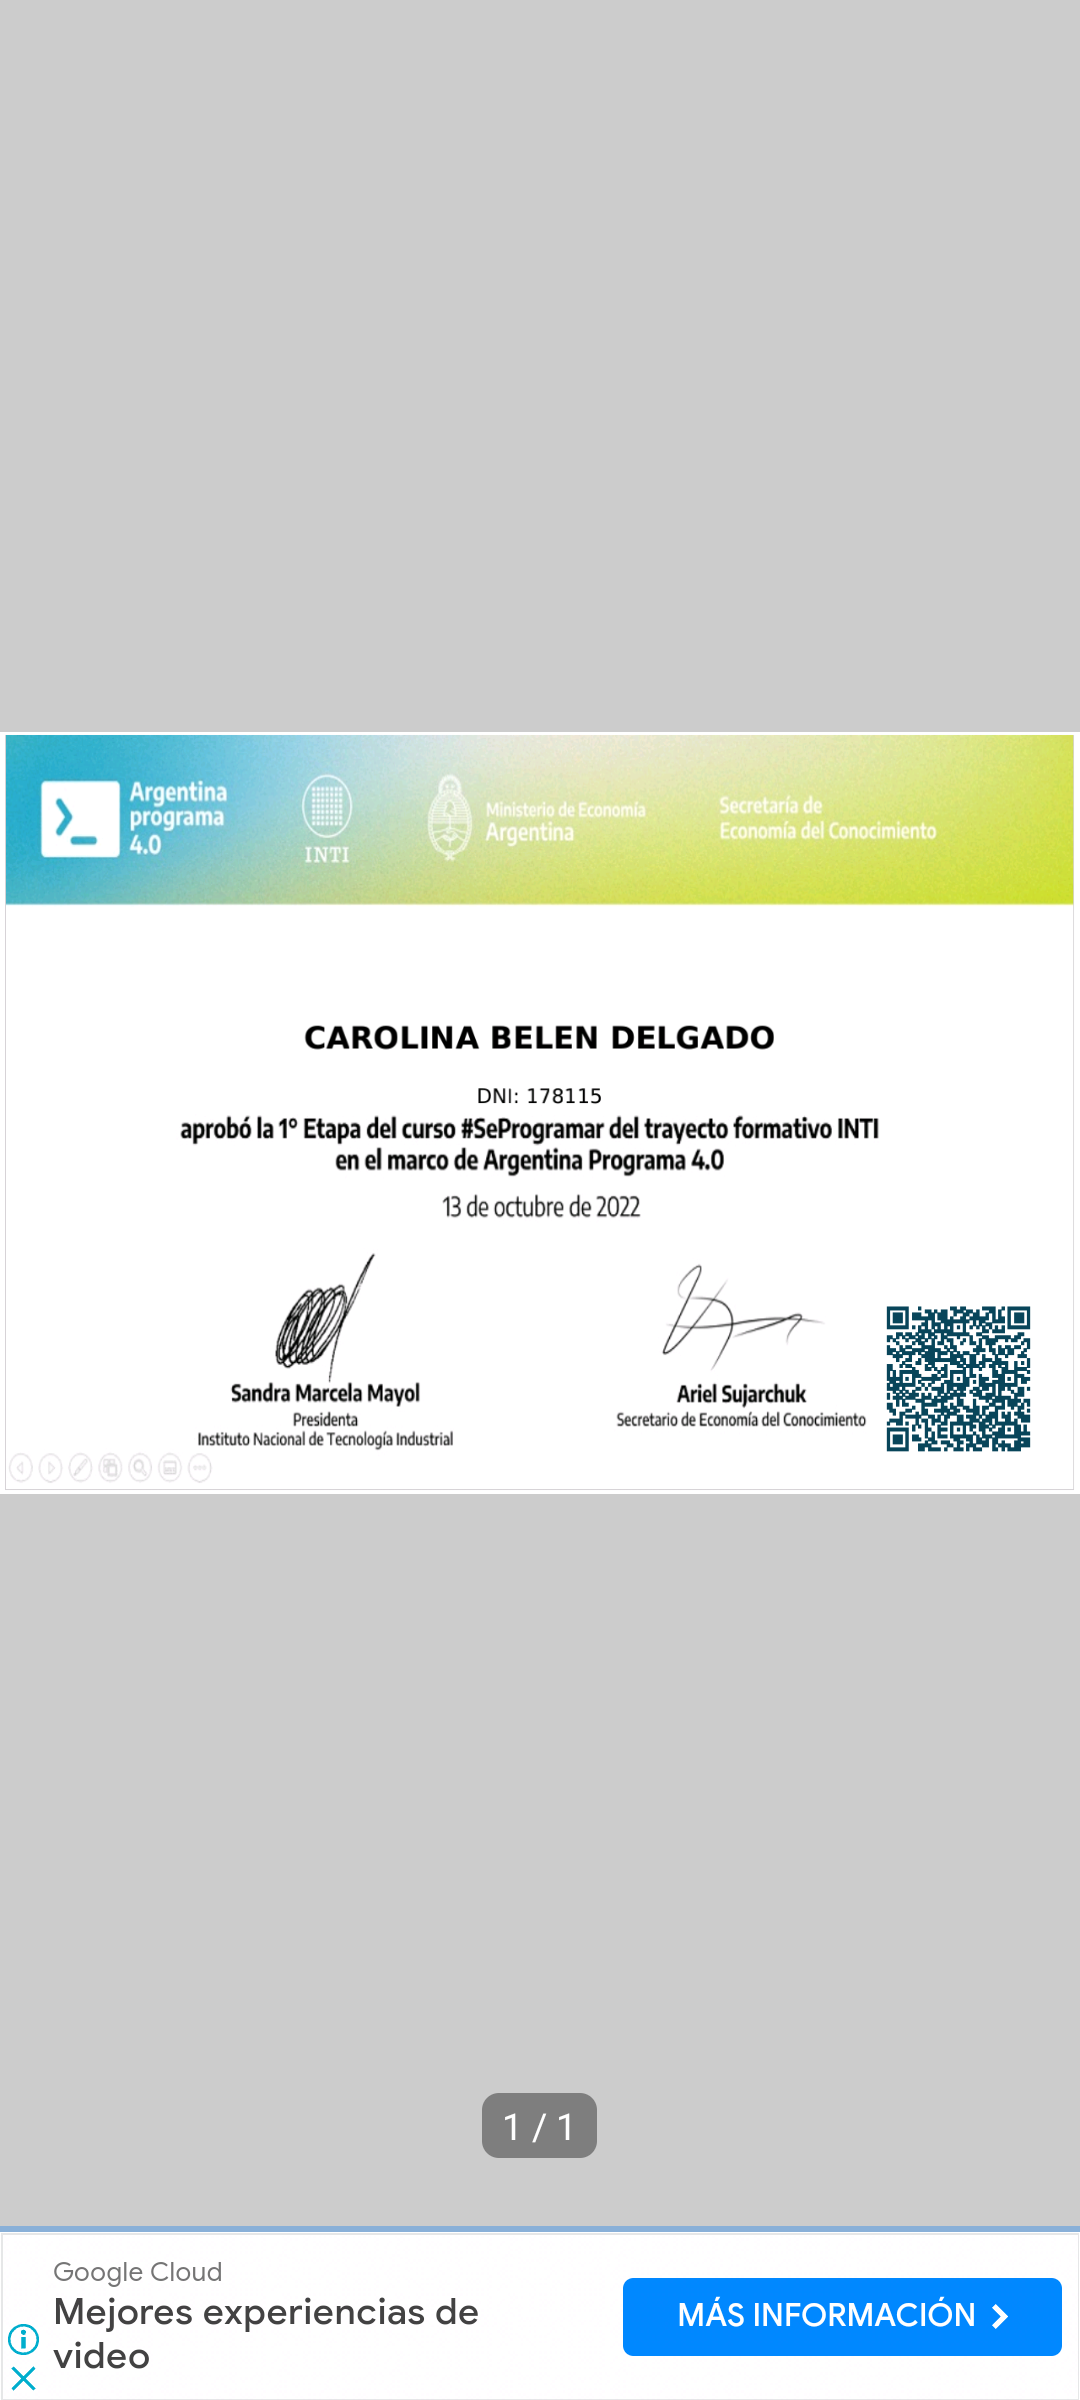 Argentina
programa
4.0
INTI
Ministerio de Economía
Argentina
Secretaría de
Economía del Conocimiento
CAROLINA BELEN DELGADO
DNI: 178115
aprobó la 1° Etapa del curso #SeProgramar del trayecto formativo INTI
en el marco de Argentina Programa 4.0
13 de octubre de 2022
Sandra Marcela Mayol
Presidenta
Instituto Nacional de Tecnología Industrial
Ariel Sujarchuk
Secretario de Economía del Conocimiento
1 / 1
Google Cloud
Mejores experiencias de
video
MÁS INFORMACIÓN